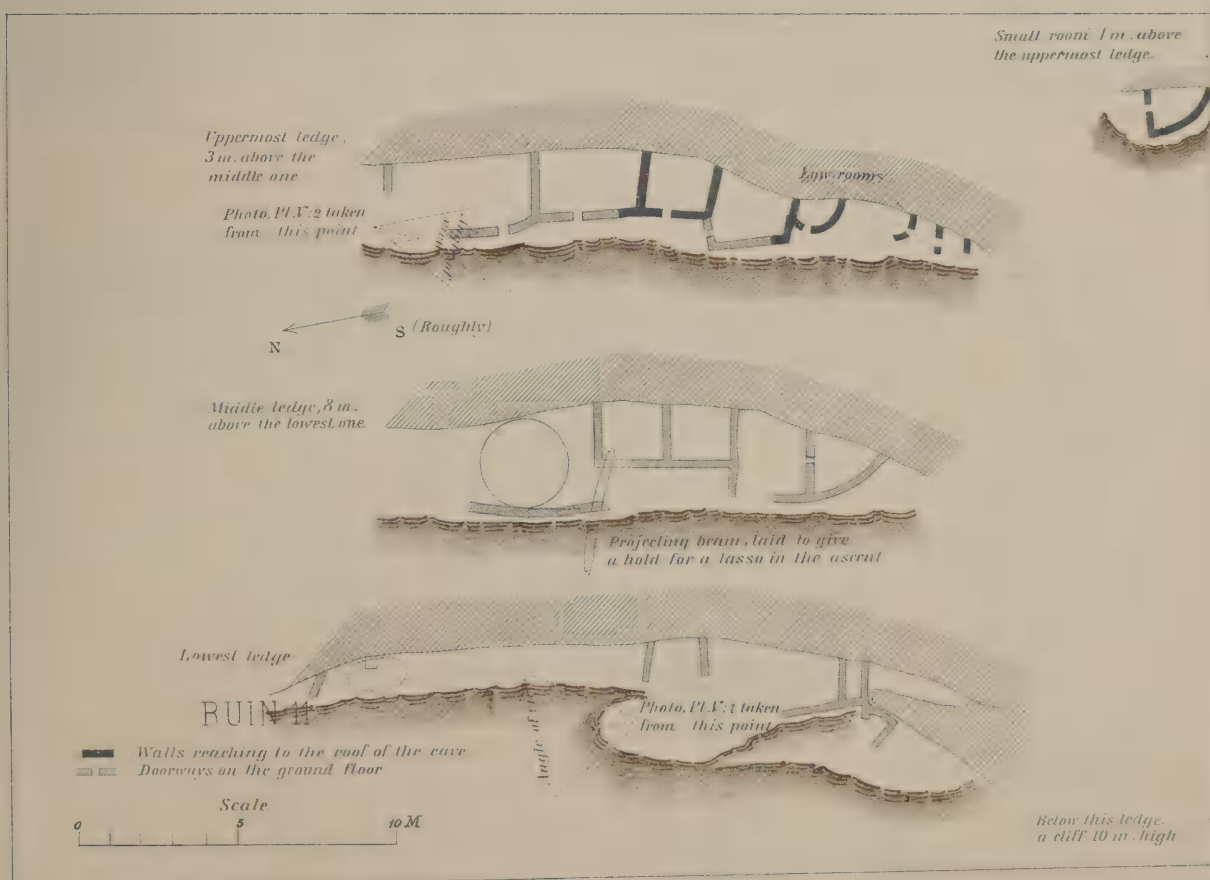 Small room 1 m. above
the uppermost ledge.
Uppermost ledge,
3 m. above the
middle one
Low rooms
Photo, Pl. V: 2 taken
from this point
N
S (Roughly)
Middle ledge, 8 m.
above the lowest one
Projecting beam, laid to give
a hold for a lasso in the ascent
Lowest ledge
RUIN 11
Photo, Pl. V: 1 taken
from this point
Angle of
Walls reaching to the roof of the cave
Doorways on the ground floor
Scale
0 5 10 M
Below this ledge
a cliff 10 m. high